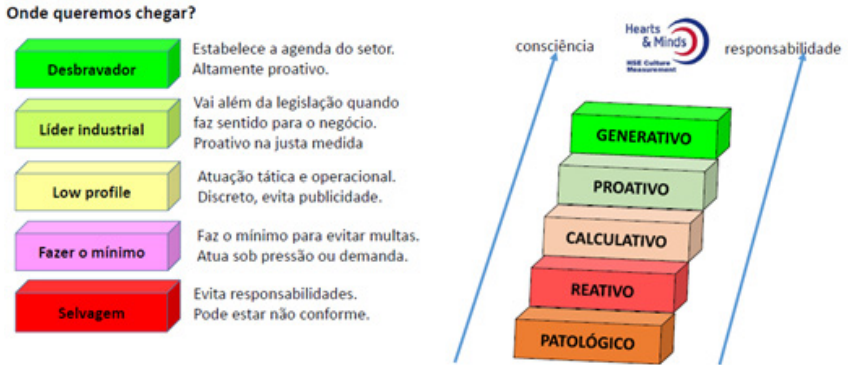 Onde queremos chegar?
Desbravador
Estabelece a agenda do setor.
Altamente proativo.
Líder industrial
Vai além da legislação quando
faz sentido para o negócio.
Proativo na justa medida
Low profile
Atuação tática e operacional.
Discreto, evita publicidade.
Fazer o mínimo
Faz o mínimo para evitar multas.
Atua sob pressão ou demanda.
Selvagem
Evita responsabilidades.
Pode estar não conforme.
consciência
Hearts
& Minds
HSE Culture
Measurement
responsabilidade
GENERATIVO
PROATIVO
CALCULATIVO
REATIVO
PATOLÓGICO